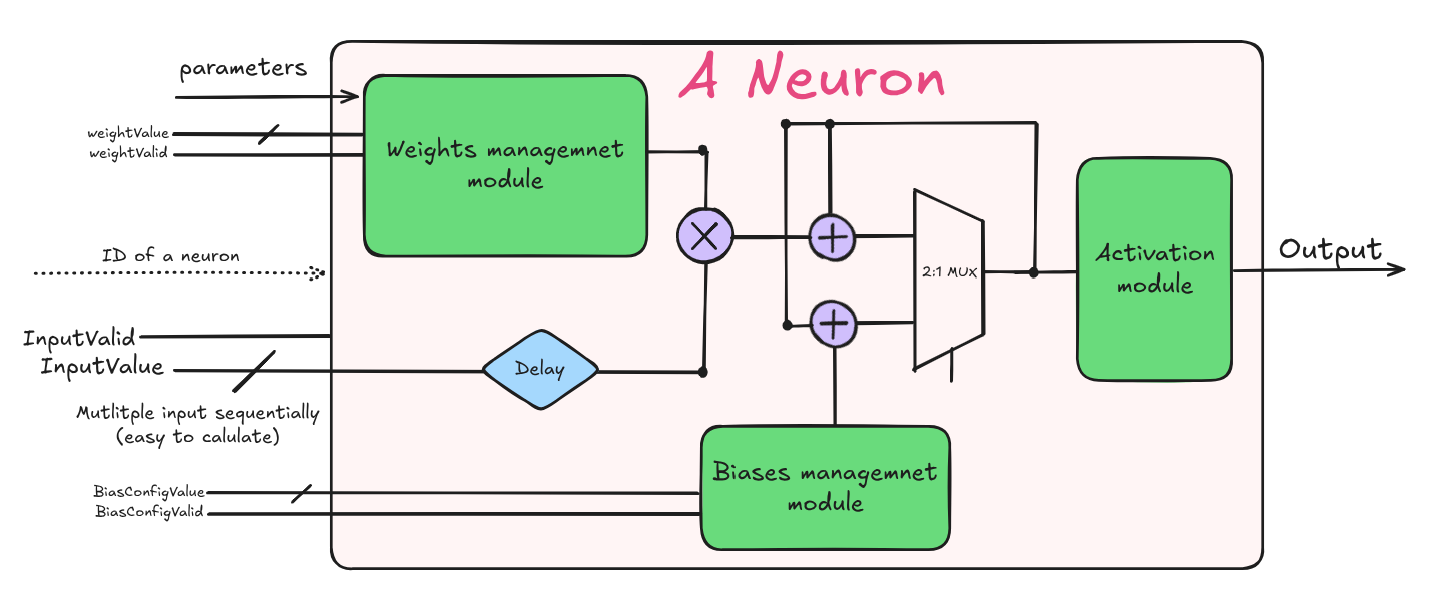 A Neuron
parameters
weightValue
weightValid
Weights managemnet
module
ID of a neuron
2:1 MUX
Activation
module
Output
InputValid
InputValue
Delay
Mutlitple input sequentially
(easy to calulate)
Biases managemnet
module
BiasConfigValue
BiasConfigValid